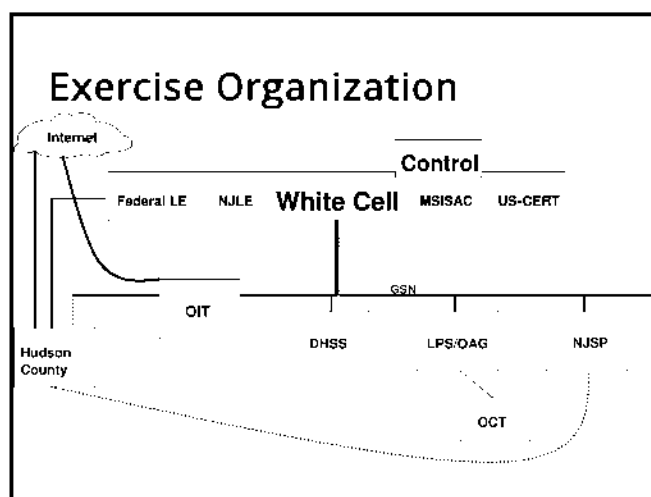 Exercise Organization
Internet
Control
Federal LE NJLE White Cell MSISAC US-CERT
GSN
OIT
Hudson
County
DHSS LPS/OAG NJSP
OCT